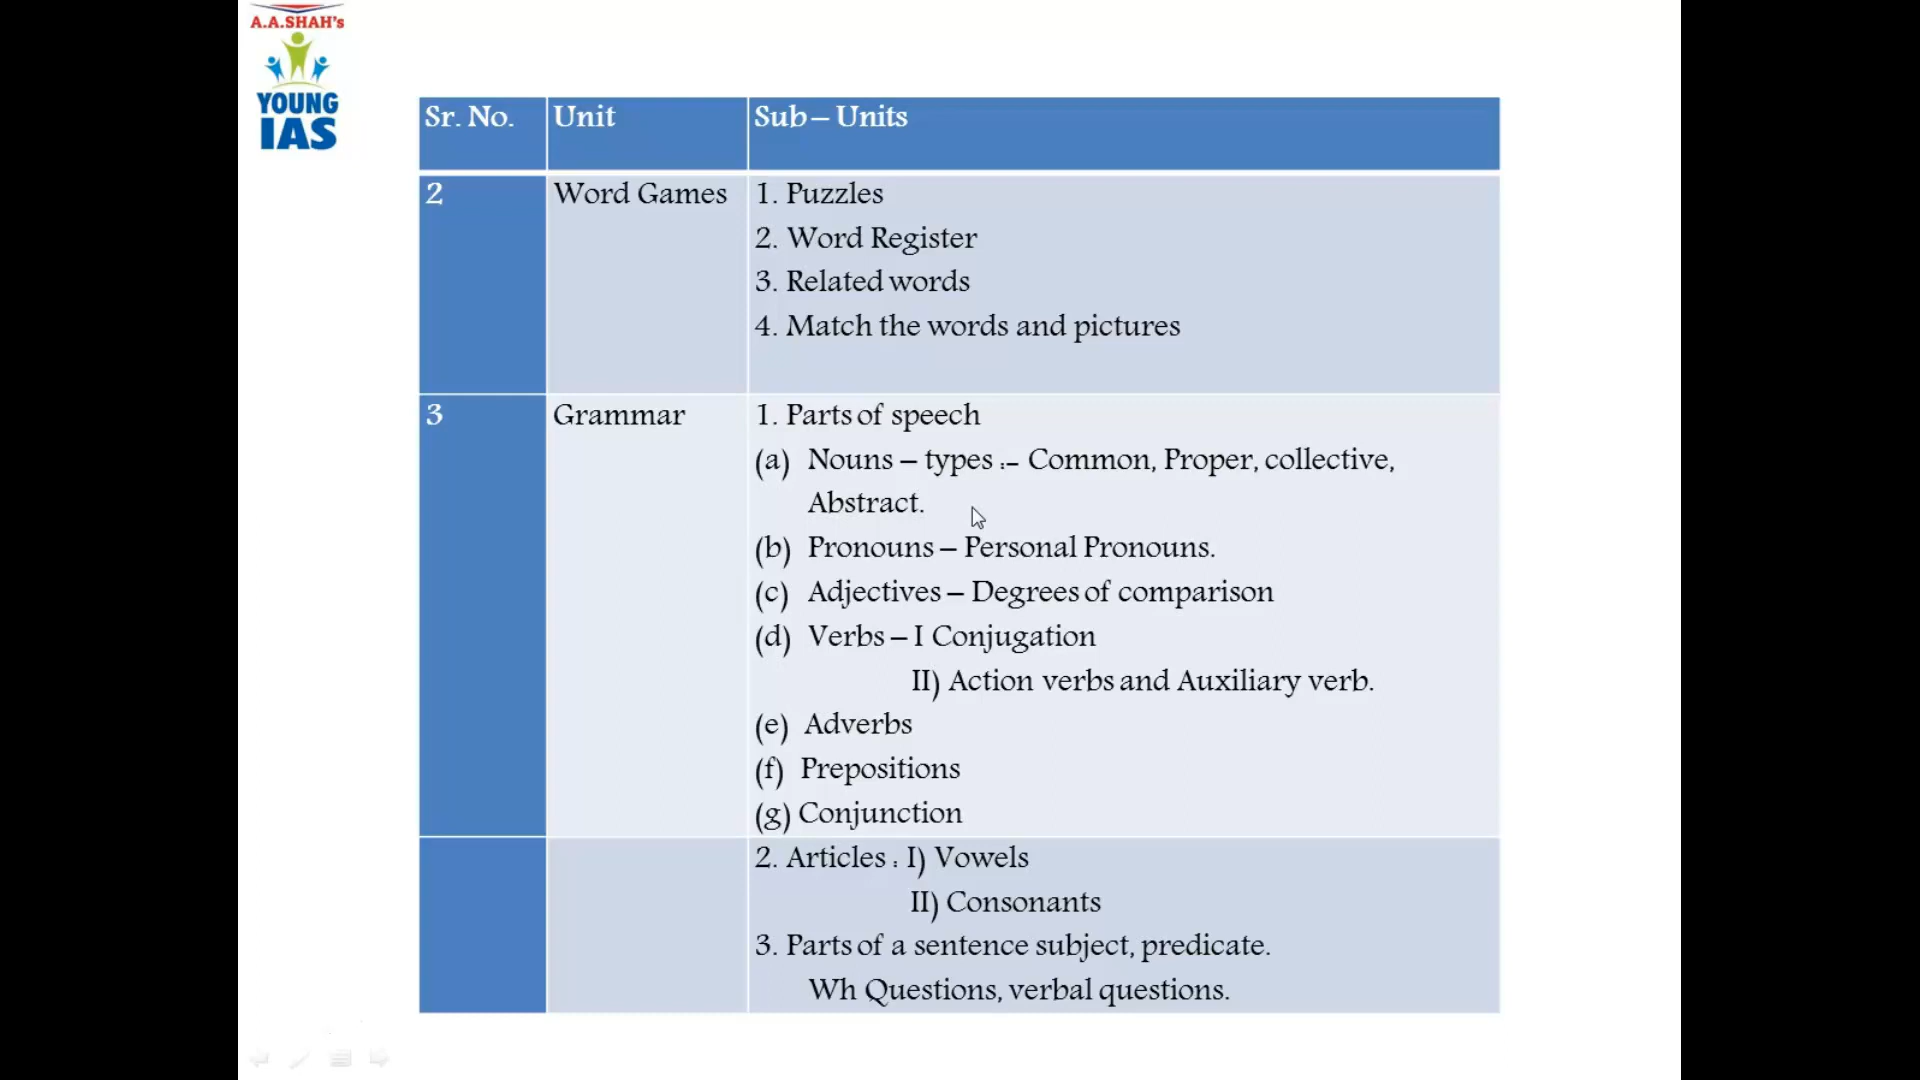 A.A.SHAH's
YOUNG
IAS
Sr. No. Unit Sub – Units
2 Word Games 1. Puzzles
2. Word Register
3. Related words
4. Match the words and pictures
3 Grammar 1. Parts of speech
(a) Nouns – types :– Common, Proper, collective,
Abstract.
(b) Pronouns – Personal Pronouns.
(c) Adjectives – Degrees of comparison
(d) Verbs – I Conjugation
II) Action verbs and Auxiliary verb.
(e) Adverbs
(f) Prepositions
(g) Conjunction
2. Articles : I) Vowels
II) Consonants
3. Parts of a sentence subject, predicate.
Wh Questions, verbal questions.